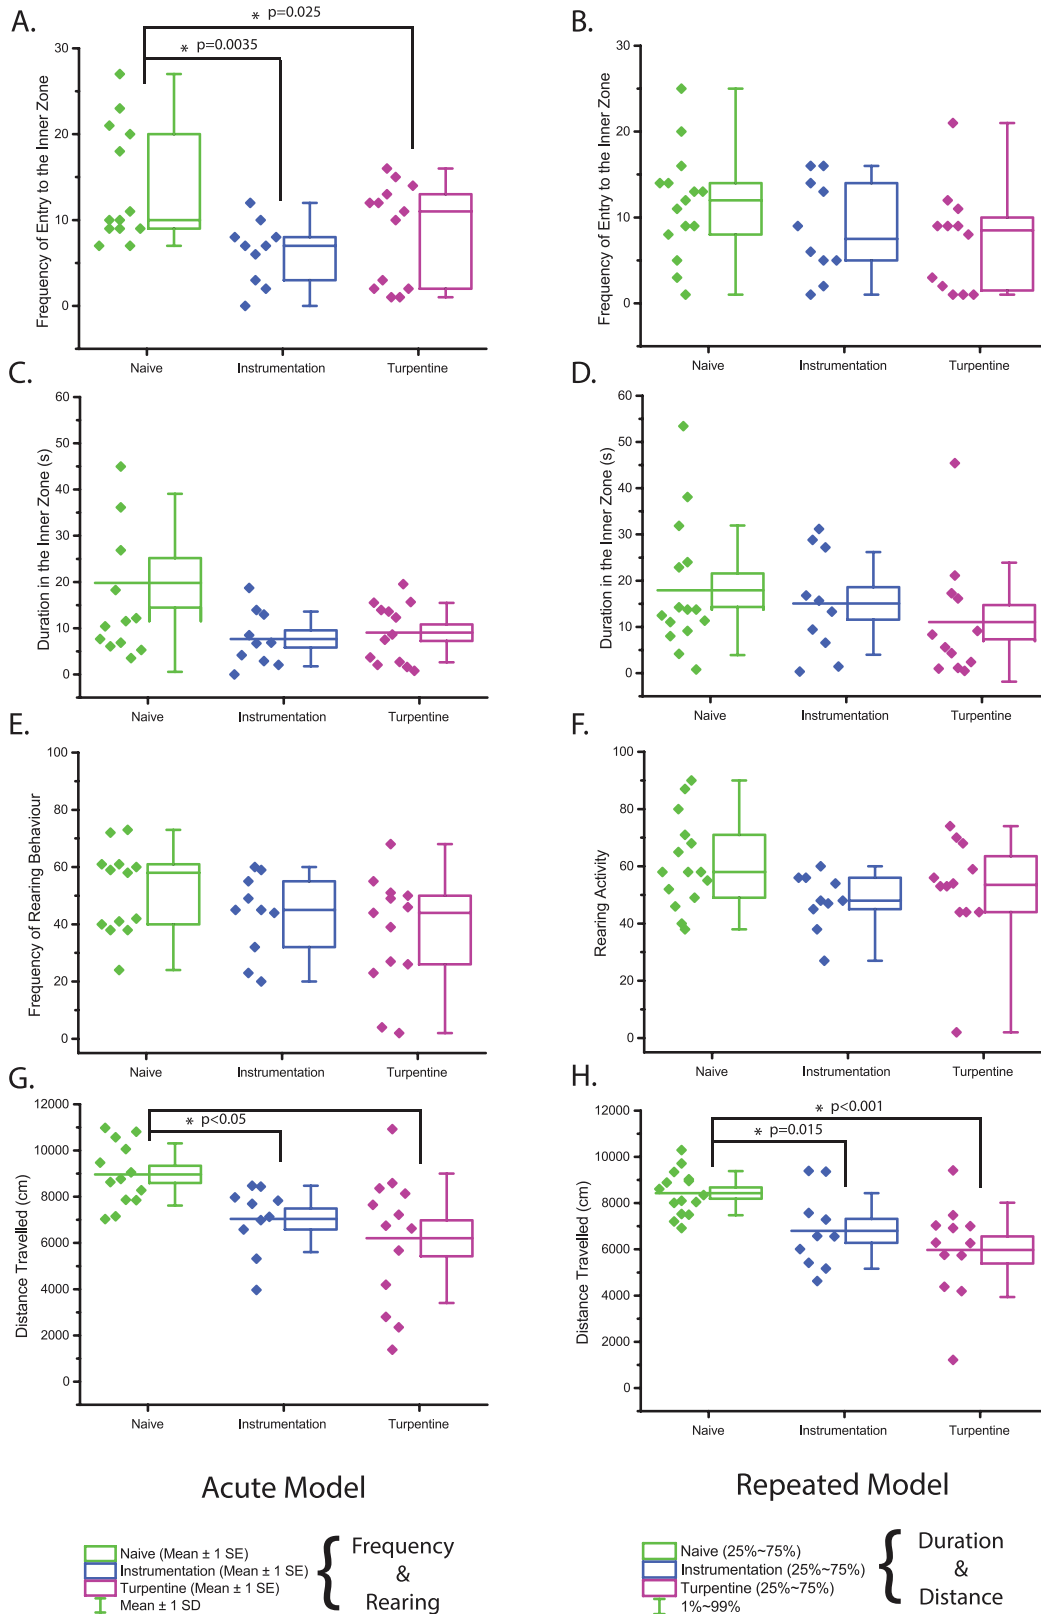 A.
* p=0.025
* p=0.0035
Frequency of Entry to the Inner Zone
30
20
10
0
Naive
Instrumentation
Turpentine
B.
Frequency of Entry to the Inner Zone
30
20
10
0
Naive
Instrumentation
Turpentine
C.
Duration in the Inner Zone (s)
60
50
40
30
20
10
0
Naive
Instrumentation
Turpentine
D.
Duration in the Inner Zone (s)
60
50
40
30
20
10
0
Naive
Instrumentation
Turpentine
E.
Frequency of Rearing Behaviour
100
80
60
40
20
0
Naive
Instrumentation
Turpentine
F.
Rearing Activity
100
80
60
40
20
0
Naive
Instrumentation
Turpentine
G.
* p<0.05
Distance Travelled (cm)
12000
10000
8000
6000
4000
2000
0
Naive
Instrumentation
Turpentine
H.
* p<0.001
* p=0.015
Distance Travelled (cm)
12000
10000
8000
6000
4000
2000
0
Naive
Instrumentation
Turpentine
Acute Model
Naive (Mean ± 1 SE)
Instrumentation (Mean ± 1 SE)
Turpentine (Mean ± 1 SE)
Mean ± 1 SD
{ Frequency
&
Rearing
Repeated Model
Naive (25%~75%)
Instrumentation (25%~75%)
Turpentine (25%~75%)
1%~99%
{ Duration
&
Distance